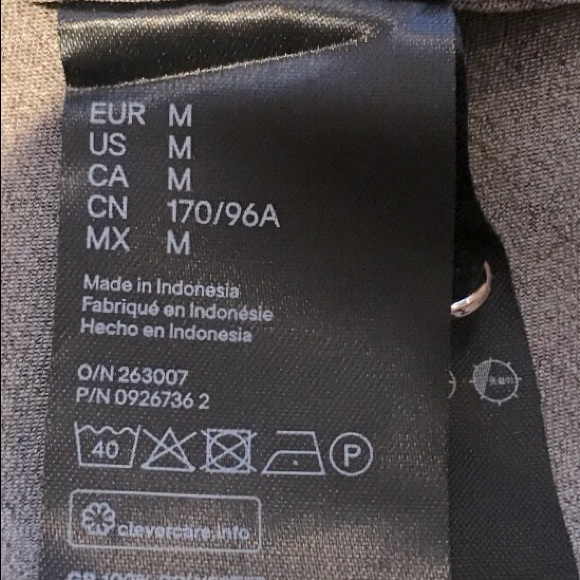 EUR M
US M
CA M
CN 170/96A
MX M
Made in Indonesia
Fabriqué en Indonésie
Hecho en Indonesia
O/N 263007
P/N 0926736 2
40
P
clevercare.info